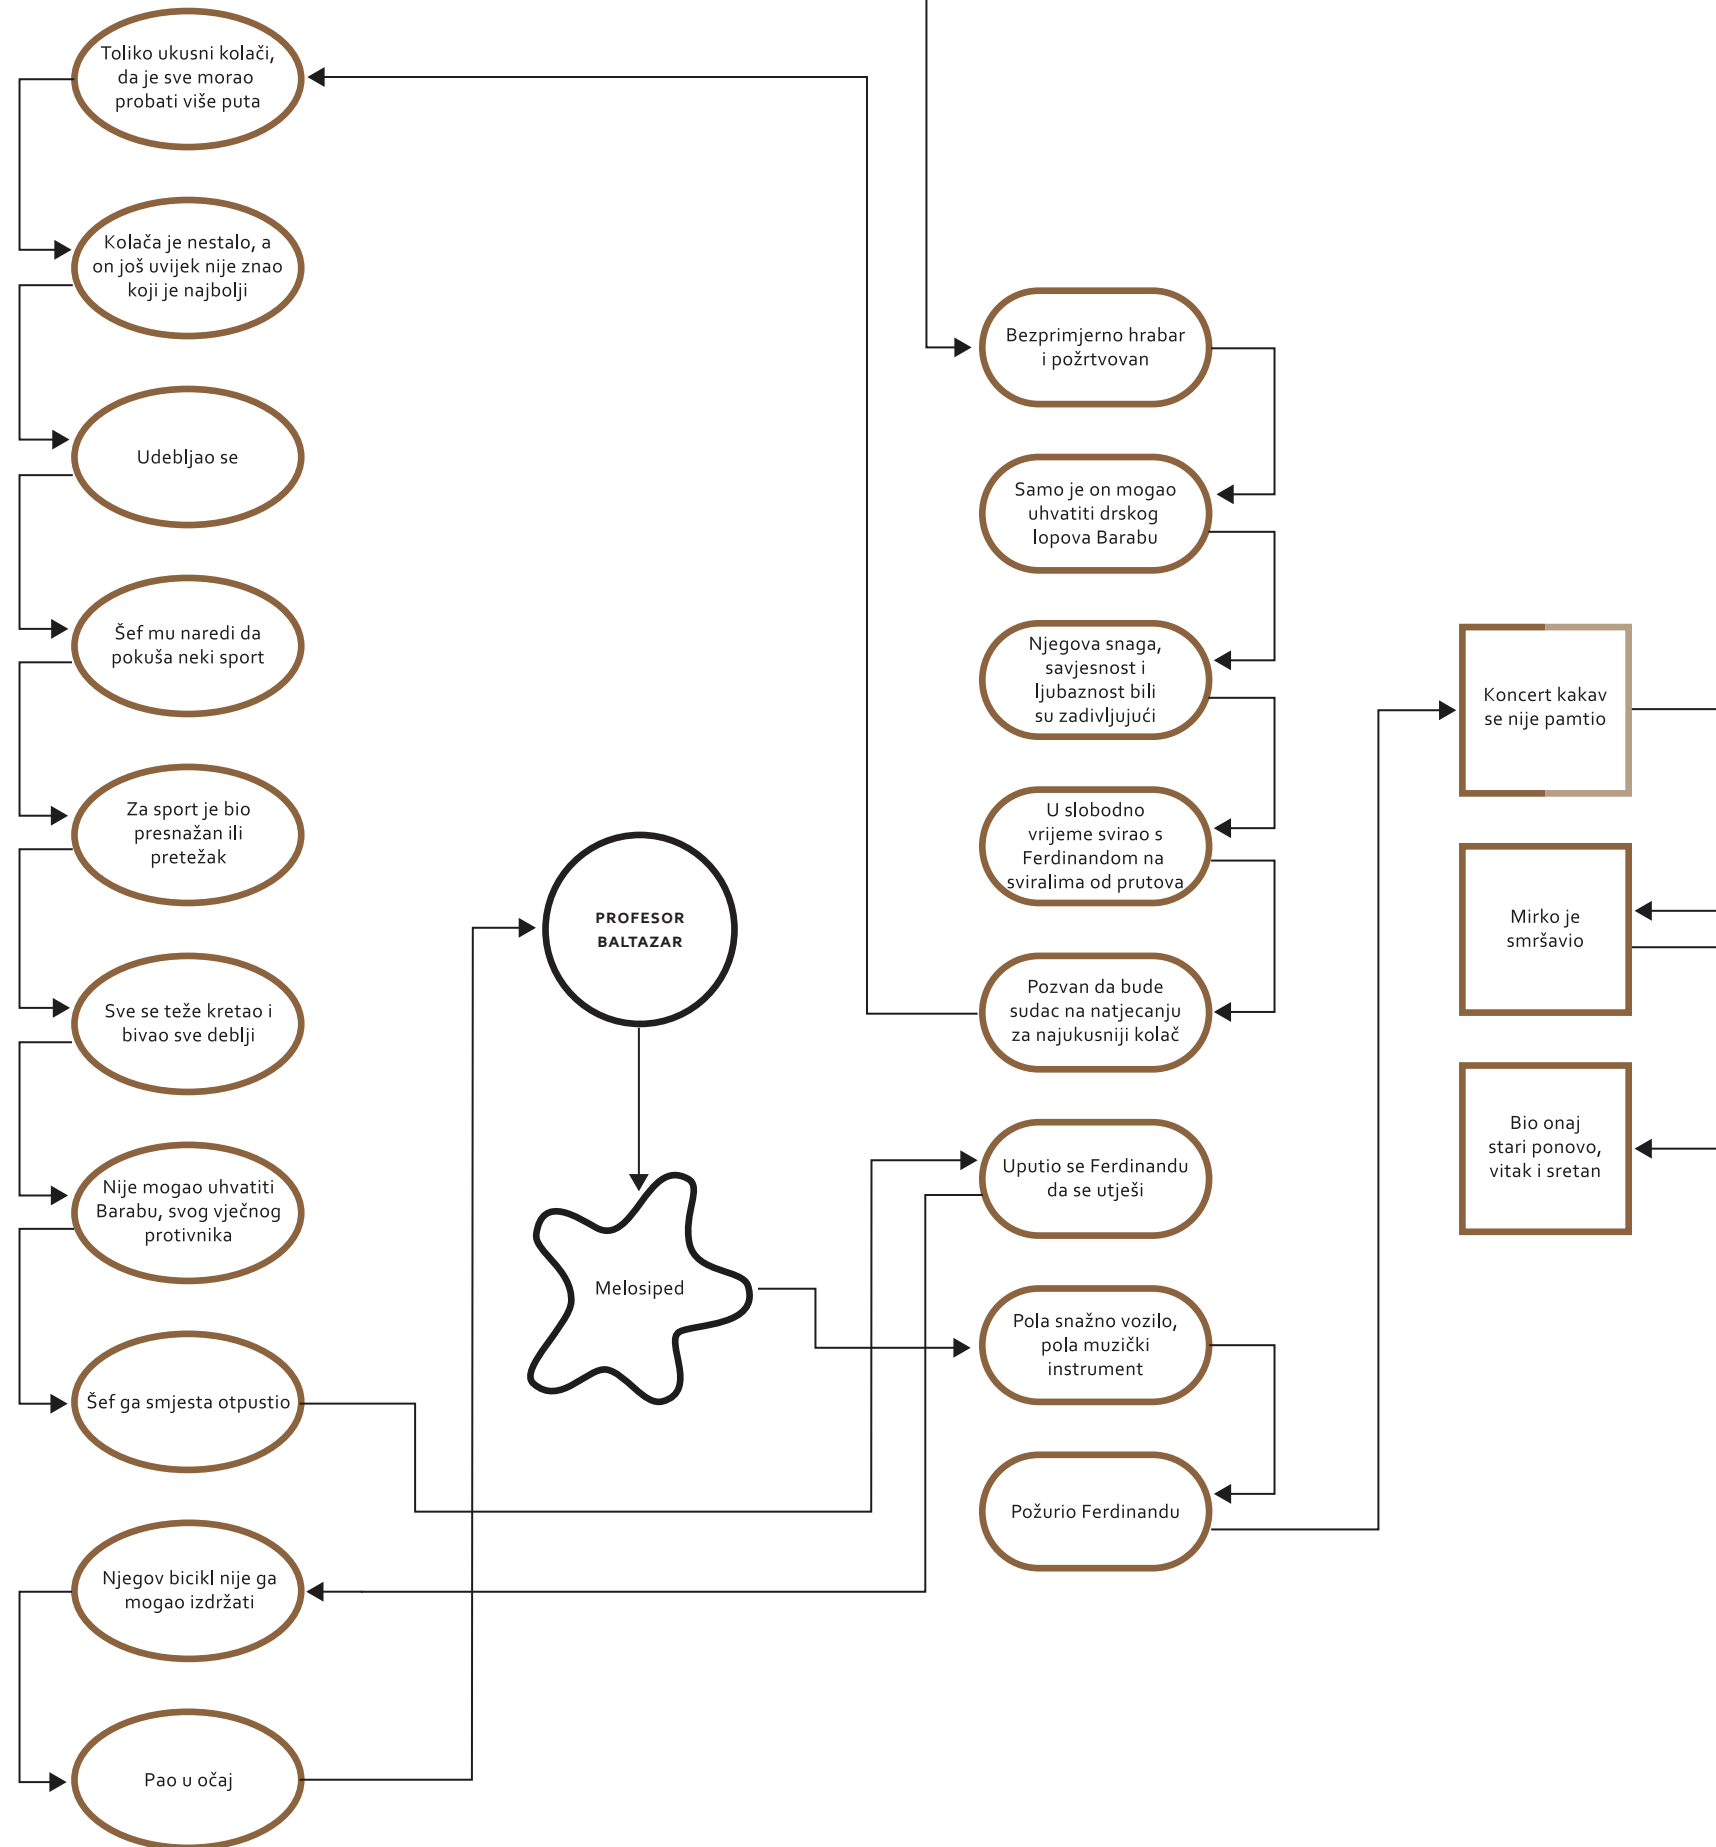 Toliko ukusni kolači,
da je sve morao
probati više puta
Kolača je nestalo, a
on još uvijek nije znao
koji je najbolji
Udebljao se
Šef mu naredi da
pokuša neki sport
Za sport je bio
presnažan ili
pretežak
Sve se teže kretao i
bivao sve deblji
Nije mogao uhvatiti
Barabu, svog vječnog
protivnika
Šef ga smjesta otpustio
Njegov bicikl nije ga
mogao izdržati
Pao u očaj
PROFESOR
BALTAZAR
Melosiped
Bezprimjerno hrabar
i požrtvovan
Samo je on mogao
uhvatiti drskog
lopova Barabu
Njegova snaga,
savjesnost i
ljubaznost bili
su zadivljujući
U slobodno
vrijeme svirao s
Ferdinandom na
sviralima od prutova
Pozvan da bude
sudac na natjecanju
za najukusniji kolač
Uputio se Ferdinandu
da se utješi
Pola snažno vozilo,
pola muzički
instrument
Požurio Ferdinandu
Koncert kakav
se nije pamtio
Mirko je
smršavio
Bio onaj
stari ponovo,
vitak i sretan